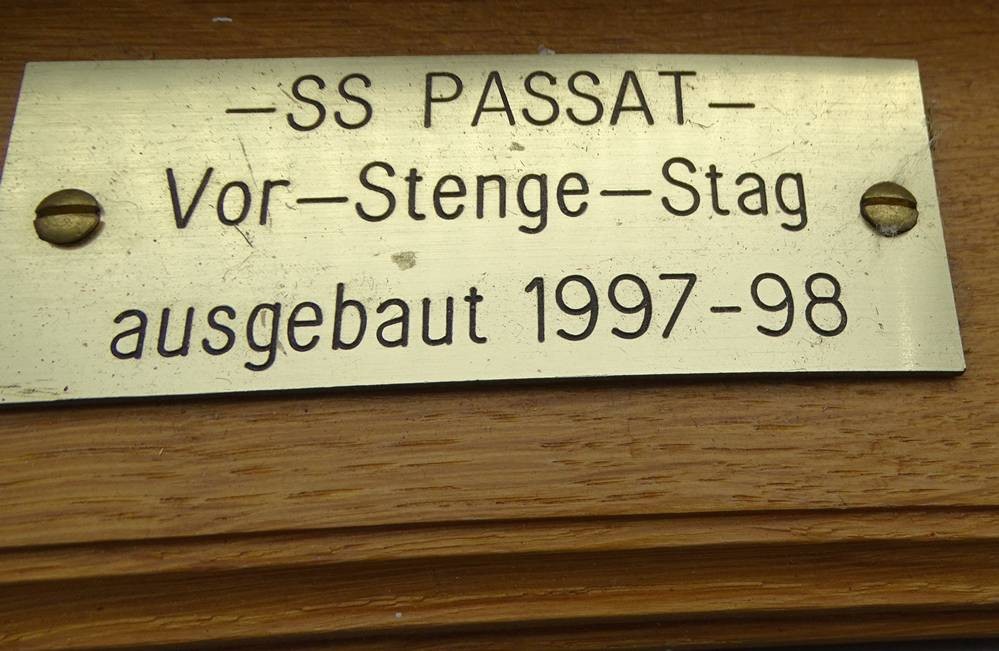 —SS PASSAT—
Vor—Stenge—Stag
ausgebaut 1997-98